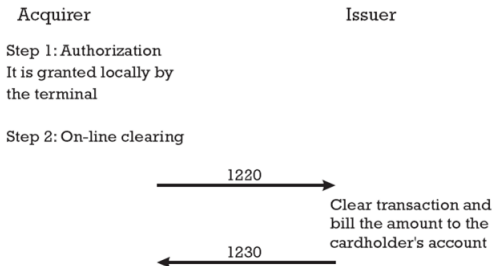 Acquirer
Issuer
Step 1: Authorization
It is granted locally by
the terminal
Step 2: On-line clearing
1220
Clear transaction and
bill the amount to the
cardholder's account
1230